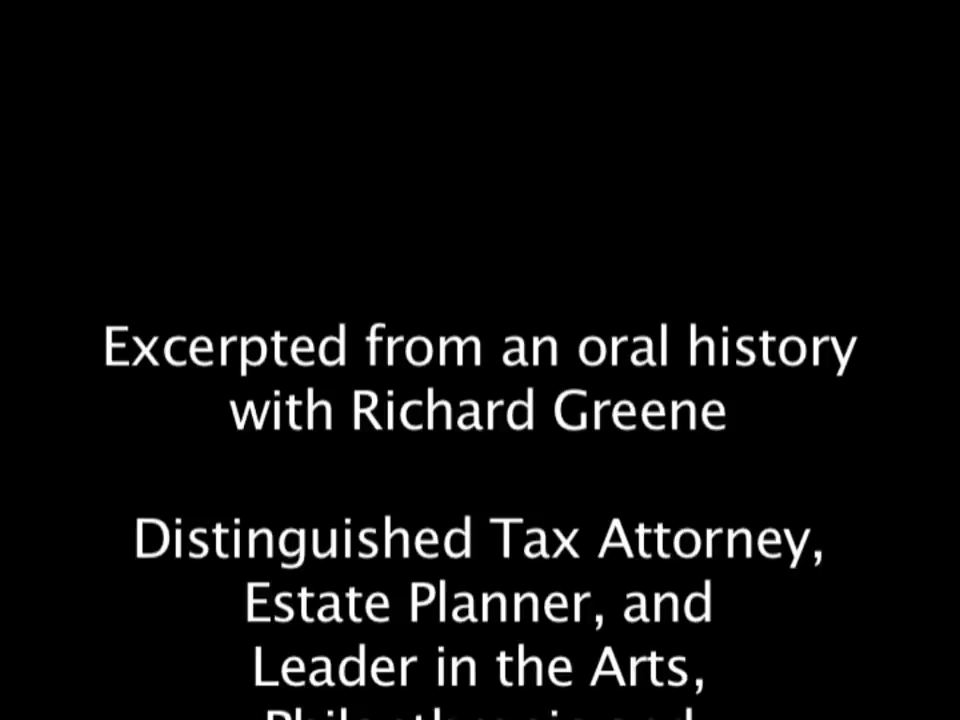 Excerpted from an oral history
with Richard Greene
Distinguished Tax Attorney,
Estate Planner, and
Leader in the Arts,